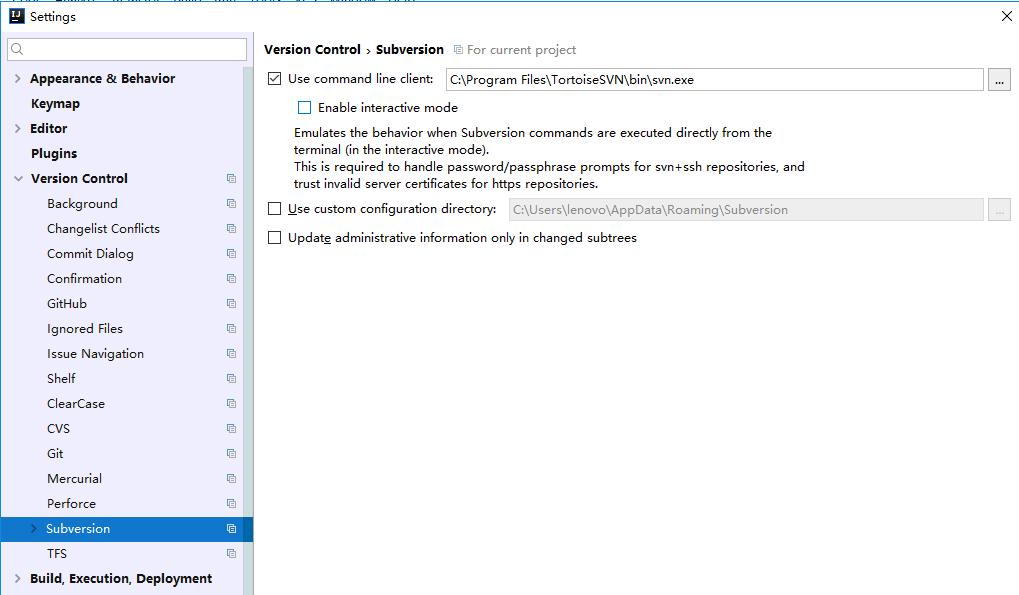 Settings
Version Control › Subversion For current project
Appearance & Behavior
Keymap
Editor
Plugins
Version Control
Background
Changelist Conflicts
Commit Dialog
Confirmation
GitHub
Ignored Files
Issue Navigation
Shelf
ClearCase
CVS
Git
Mercurial
Perforce
Subversion
TFS
Build, Execution, Deployment
Use command line client: C:\Program Files\TortoiseSVN\bin\svn.exe ...
Enable interactive mode
Emulates the behavior when Subversion commands are executed directly from the
terminal (in the interactive mode).
This is required to handle password/passphrase prompts for svn+ssh repositories, and
trust invalid server certificates for https repositories.
Use custom configuration directory: C:\Users\lenovo\AppData\Roaming\Subversion ...
Update administrative information only in changed subtrees